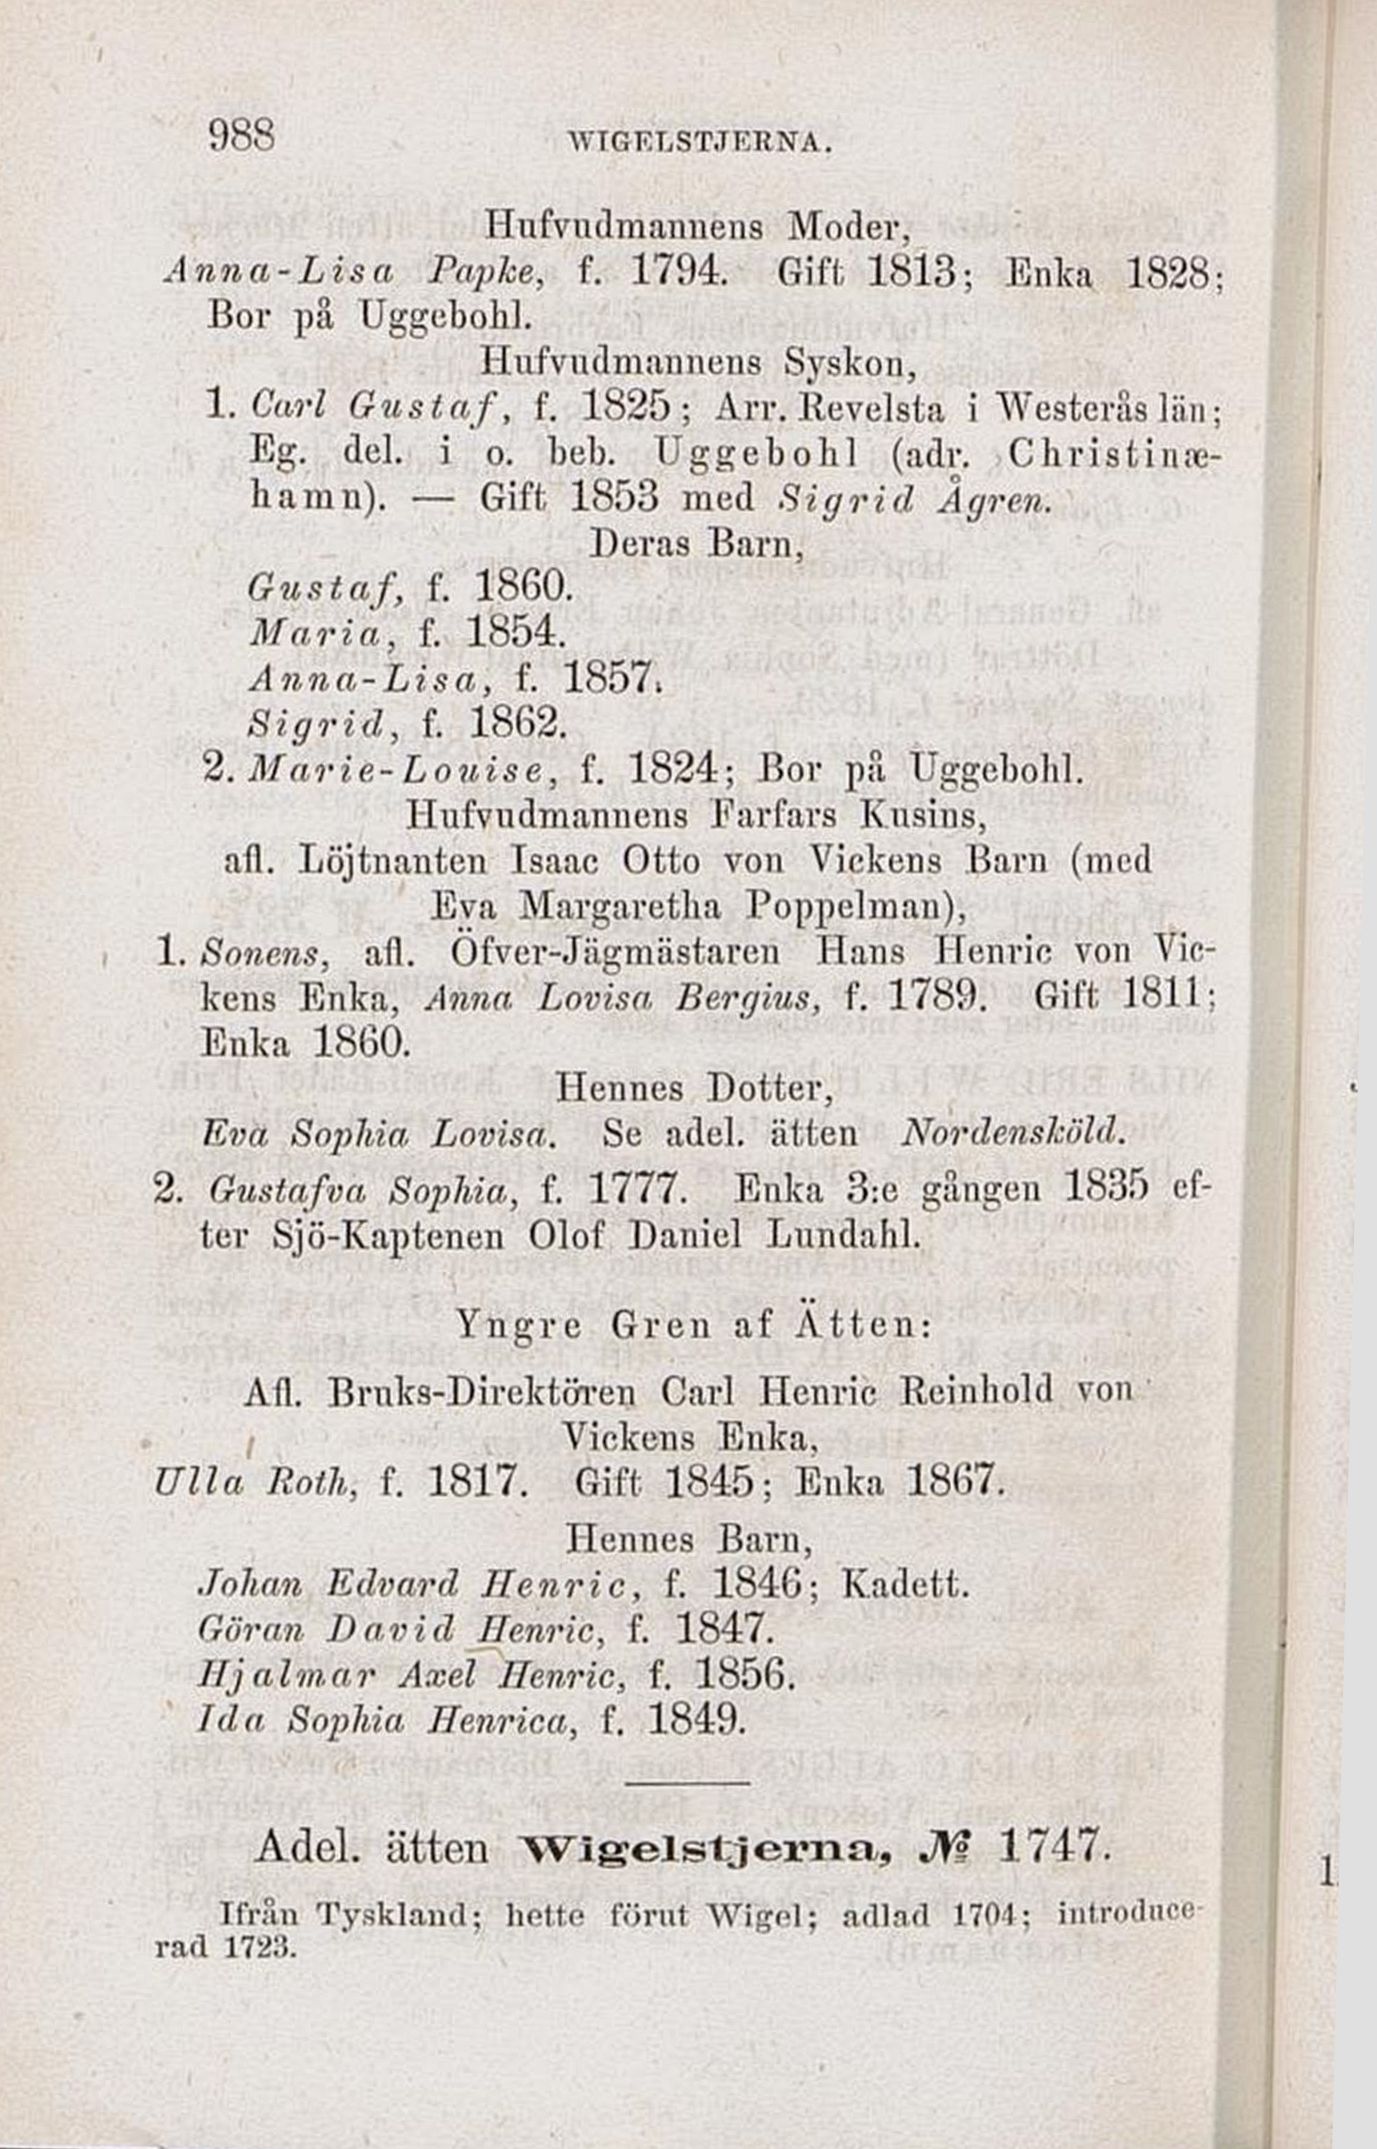 988 WIGELSTJERNA.
Hufvudmannens Moder,
Anna-Lisa Papke, f. 1794. Gift 1813; Enka 1828;
Bor på Uggebohl.
Hufvudmannens Syskon,
1. Carl Gustaf, f. 1825; Arr. Revelsta i Westerås län;
Eg. del. i o. beb. Uggebohl (adr. Christinæ-
hamn). — Gift 1853 med Sigrid Ågren.
Deras Barn,
Gustaf, f. 1860.
Maria, f. 1854.
Anna-Lisa, f. 1857.
Sigrid, f. 1862.
2. Marie-Louise, f. 1824; Bor på Uggebohl.
Hufvudmannens Farfars Kusins,
afl. Löjtnanten Isaac Otto von Vickens Barn (med
Eva Margaretha Poppelman),
1. Sonens, afl. Öfver-Jägmästaren Hans Henric von Vic-
kens Enka, Anna Lovisa Bergius, f. 1789. Gift 1811;
Enka 1860.
Hennes Dotter,
Eva Sophia Lovisa. Se adel. ätten Nordensköld.
2. Gustafva Sophia, f. 1777. Enka 3:e gången 1835 ef-
ter Sjö-Kaptenen Olof Daniel Lundahl.
Yngre Gren af Ätten:
Afl. Bruks-Direktören Carl Henric Reinhold von
Vickens Enka,
Ulla Roth, f. 1817. Gift 1845; Enka 1867.
Hennes Barn,
Johan Edvard Henric, f. 1846; Kadett.
Göran David Henric, f. 1847.
Hjalmar Axel Henric, f. 1856.
Ida Sophia Henrica, f. 1849.
Adel. ätten Wigelstjerna, № 1747.
Ifrån Tyskland; hette förut Wigel; adlad 1704; introduce-
rad 1723.
1